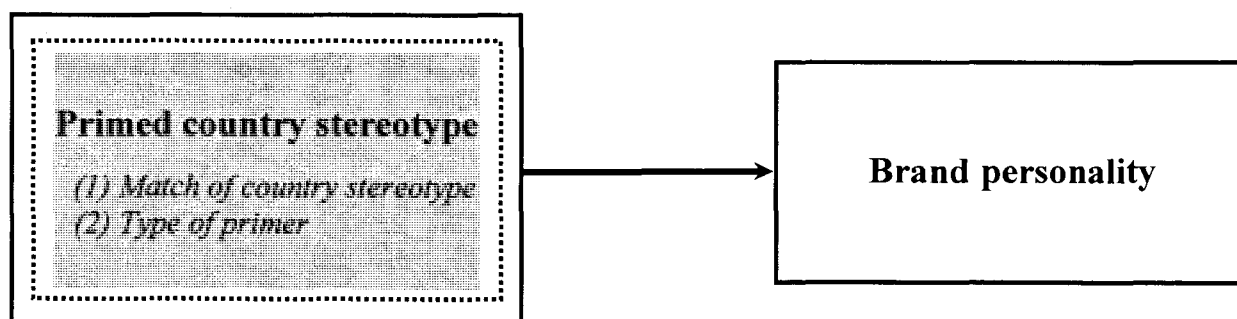 Primed country stereotype
(1) Match of country stereotype
(2) Type of primer
Brand personality